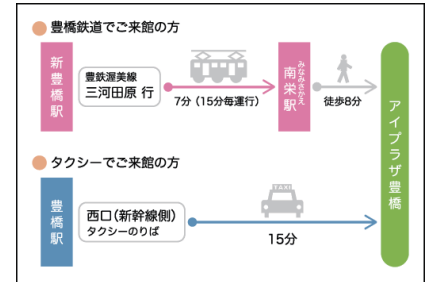 豊橋鉄道でご来館の方
新豊橋駅
豊鉄渥美線
三河田原 行
7分（15分毎運行）
南栄駅
みなみさかえ
徒歩8分
アイプラザ豊橋
タクシーでご来館の方
豊橋駅
西口（新幹線側）
タクシーのりば
TAXI
15分